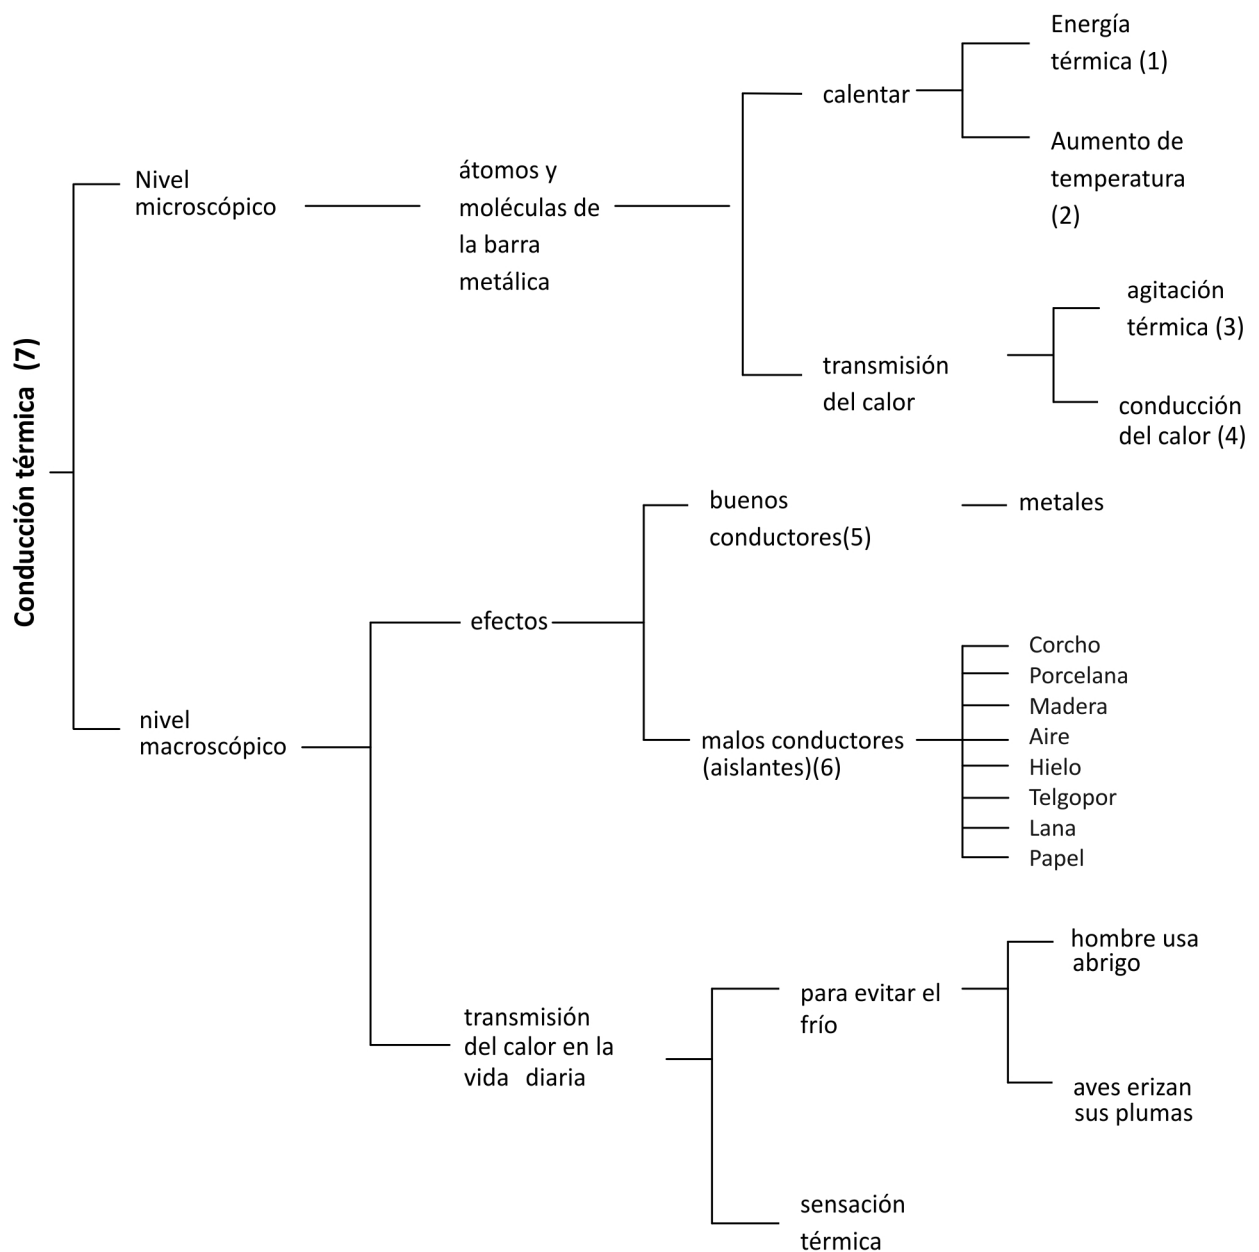 Conducción térmica (7)
Nivel
microscópico
átomos y
moléculas de
la barra
metálica
calentar
Energía
térmica (1)
Aumento de
temperatura
(2)
transmisión
del calor
agitación
térmica (3)
conducción
del calor (4)
nivel
macroscópico
efectos
buenos
conductores(5)
metales
malos conductores
(aislantes)(6)
Corcho
Porcelana
Madera
Aire
Hielo
Telgopor
Lana
Papel
transmisión
del calor en la
vida diaria
para evitar el
frío
hombre usa
abrigo
aves erizan
sus plumas
sensación
térmica